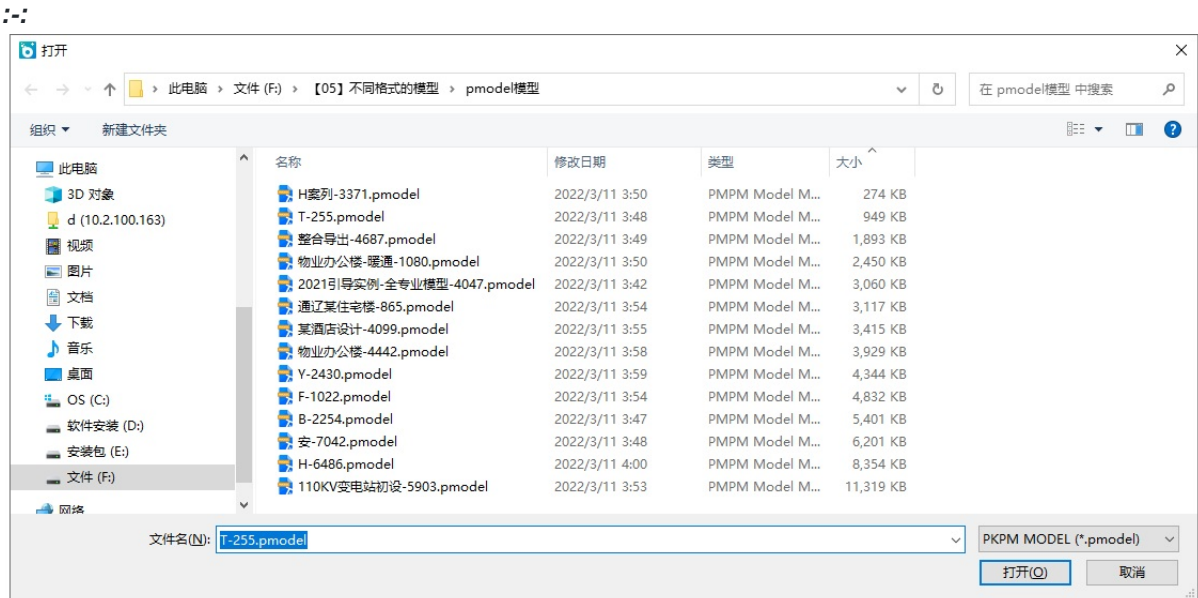 :-:
打开
此电脑 › 文件 (F:) › 【05】不同格式的模型 › pmodel模型
在 pmodel模型 中搜索
组织 新建文件夹
此电脑
3D 对象
d (10.2.100.163)
视频
图片
文档
下载
音乐
桌面
OS (C:)
软件安装 (D:)
安装包 (E:)
文件 (F:)
网络
名称 修改日期 类型 大小
H案列-3371.pmodel 2022/3/11 3:50 PMPM Model M... 274 KB
T-255.pmodel 2022/3/11 3:48 PMPM Model M... 949 KB
整合导出-4687.pmodel 2022/3/11 3:49 PMPM Model M... 1,893 KB
物业办公楼-暖通-1080.pmodel 2022/3/11 3:50 PMPM Model M... 2,450 KB
2021引导实例-全专业模型-4047.pmodel 2022/3/11 3:42 PMPM Model M... 3,060 KB
通辽某住宅楼-865.pmodel 2022/3/11 3:54 PMPM Model M... 3,117 KB
某酒店设计-4099.pmodel 2022/3/11 3:55 PMPM Model M... 3,415 KB
物业办公楼-4442.pmodel 2022/3/11 3:58 PMPM Model M... 3,929 KB
Y-2430.pmodel 2022/3/11 3:59 PMPM Model M... 4,344 KB
F-1022.pmodel 2022/3/11 3:54 PMPM Model M... 4,832 KB
B-2254.pmodel 2022/3/11 3:47 PMPM Model M... 5,401 KB
安-7042.pmodel 2022/3/11 3:48 PMPM Model M... 6,201 KB
H-6486.pmodel 2022/3/11 4:00 PMPM Model M... 8,354 KB
110KV变电站初设-5903.pmodel 2022/3/11 3:53 PMPM Model M... 11,319 KB
文件名(N): T-255.pmodel PKPM MODEL (*.pmodel)
打开(O) 取消